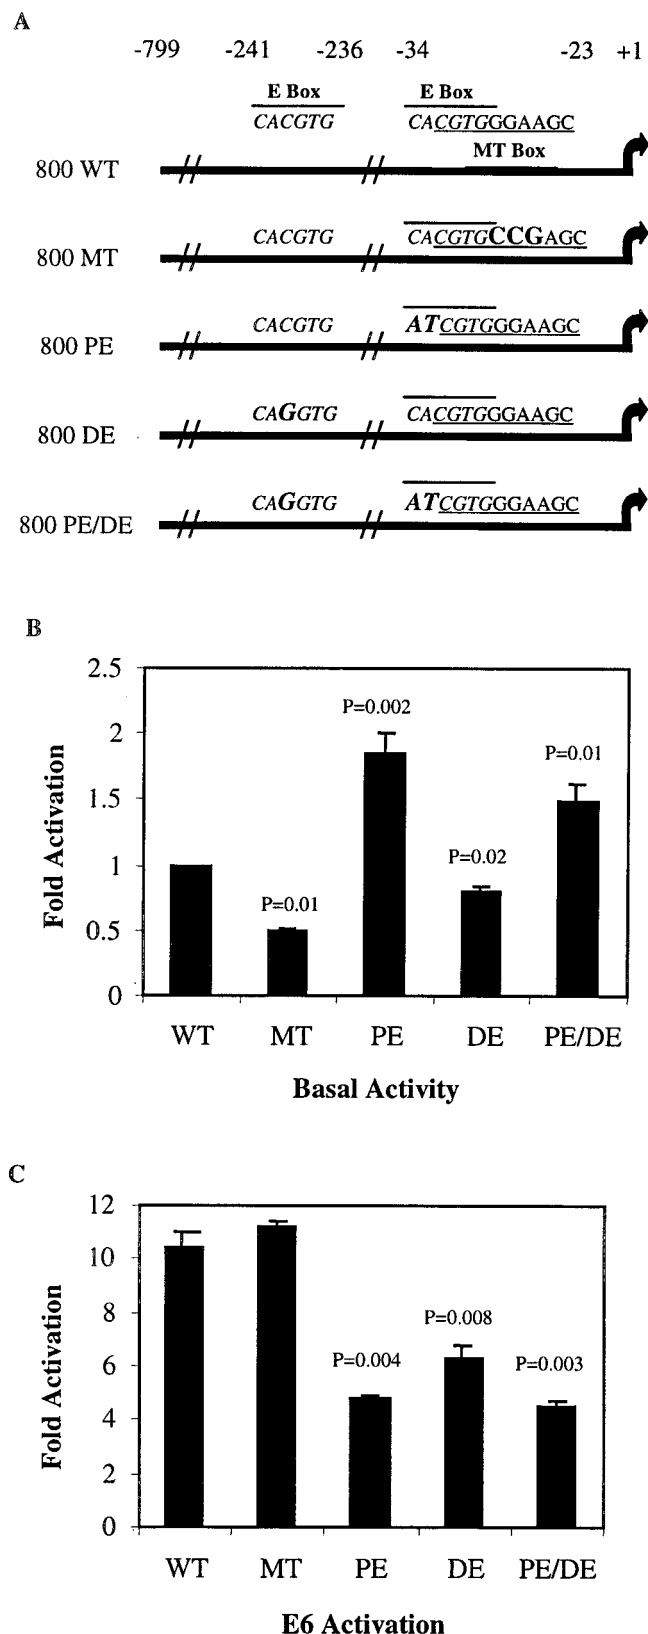 A
-799 -241 -236 -34 -23 +1
E Box E Box
CACGTG CACGTGGGAAGC
MT Box
800 WT
800 MT CACGTG CACGTGCCGAGC
800 PE CACGTG ATCGTGGGAAGC
800 DE CAGGTG CACGTGGGAAGC
800 PE/DE CAGGTG ATCGTGGGAAGC
B
Fold Activation
2.5
2
1.5
1
0.5
0
P=0.01
P=0.002
P=0.02
P=0.01
WT MT PE DE PE/DE
Basal Activity
C
Fold Activation
12
10
8
6
4
2
0
P=0.004
P=0.008
P=0.003
WT MT PE DE PE/DE
E6 Activation